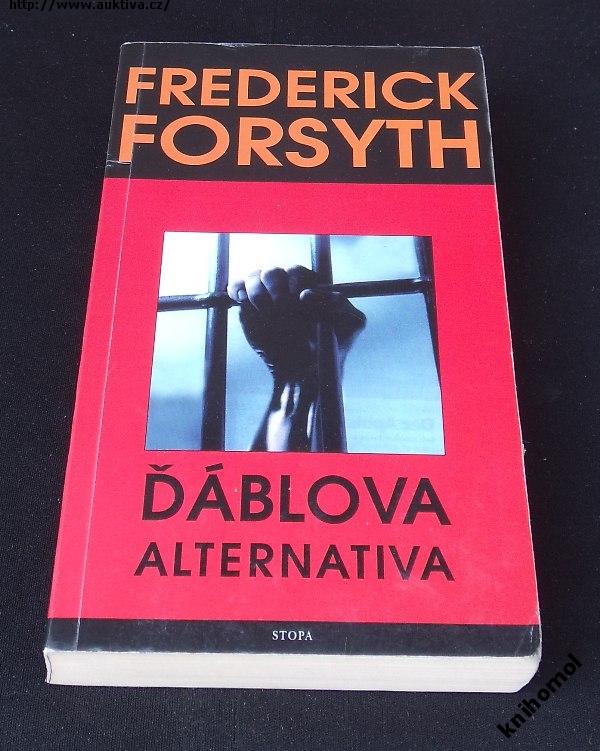 http://www.auktiva.cz/
FREDERICK
FORSYTH
ĎÁBLOVA
ALTERNATIVA
STOPA
knihomol